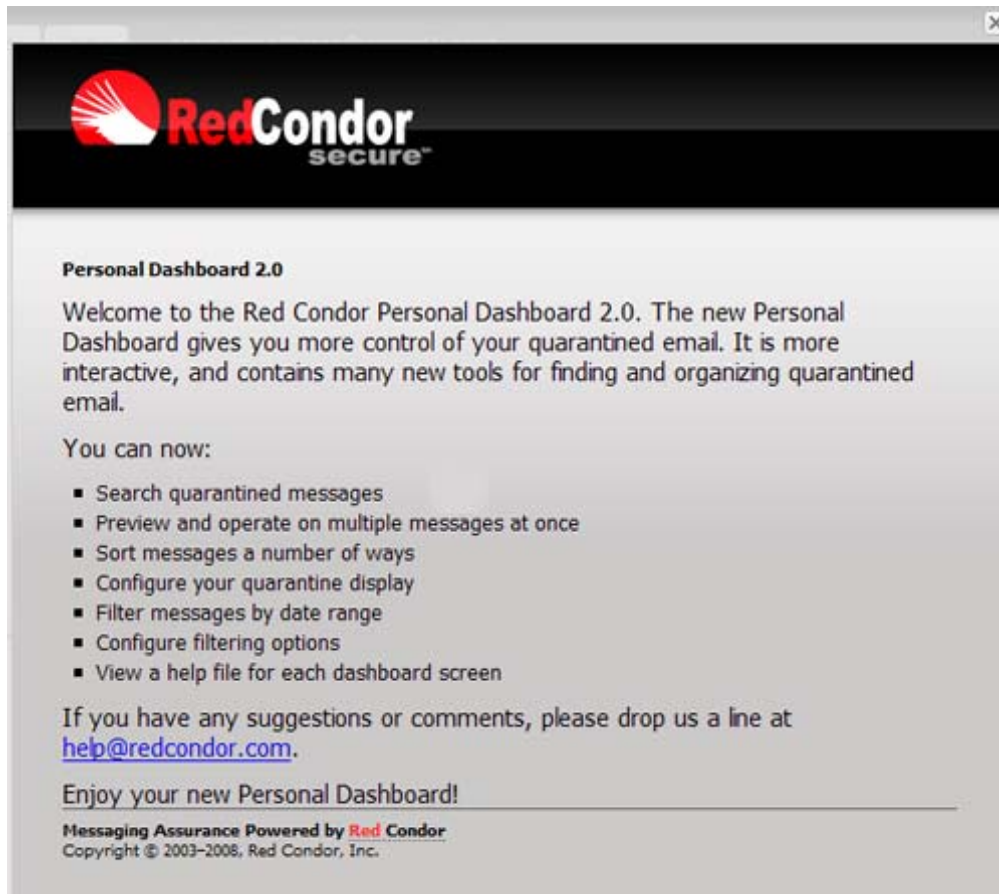 RedCondor
secure™
Personal Dashboard 2.0
Welcome to the Red Condor Personal Dashboard 2.0. The new Personal
Dashboard gives you more control of your quarantined email. It is more
interactive, and contains many new tools for finding and organizing quarantined
email.
You can now:
▪ Search quarantined messages
▪ Preview and operate on multiple messages at once
▪ Sort messages a number of ways
▪ Configure your quarantine display
▪ Filter messages by date range
▪ Configure filtering options
▪ View a help file for each dashboard screen
If you have any suggestions or comments, please drop us a line at
help@redcondor.com.
Enjoy your new Personal Dashboard!
Messaging Assurance Powered by Red Condor
Copyright © 2003–2008, Red Condor, Inc.